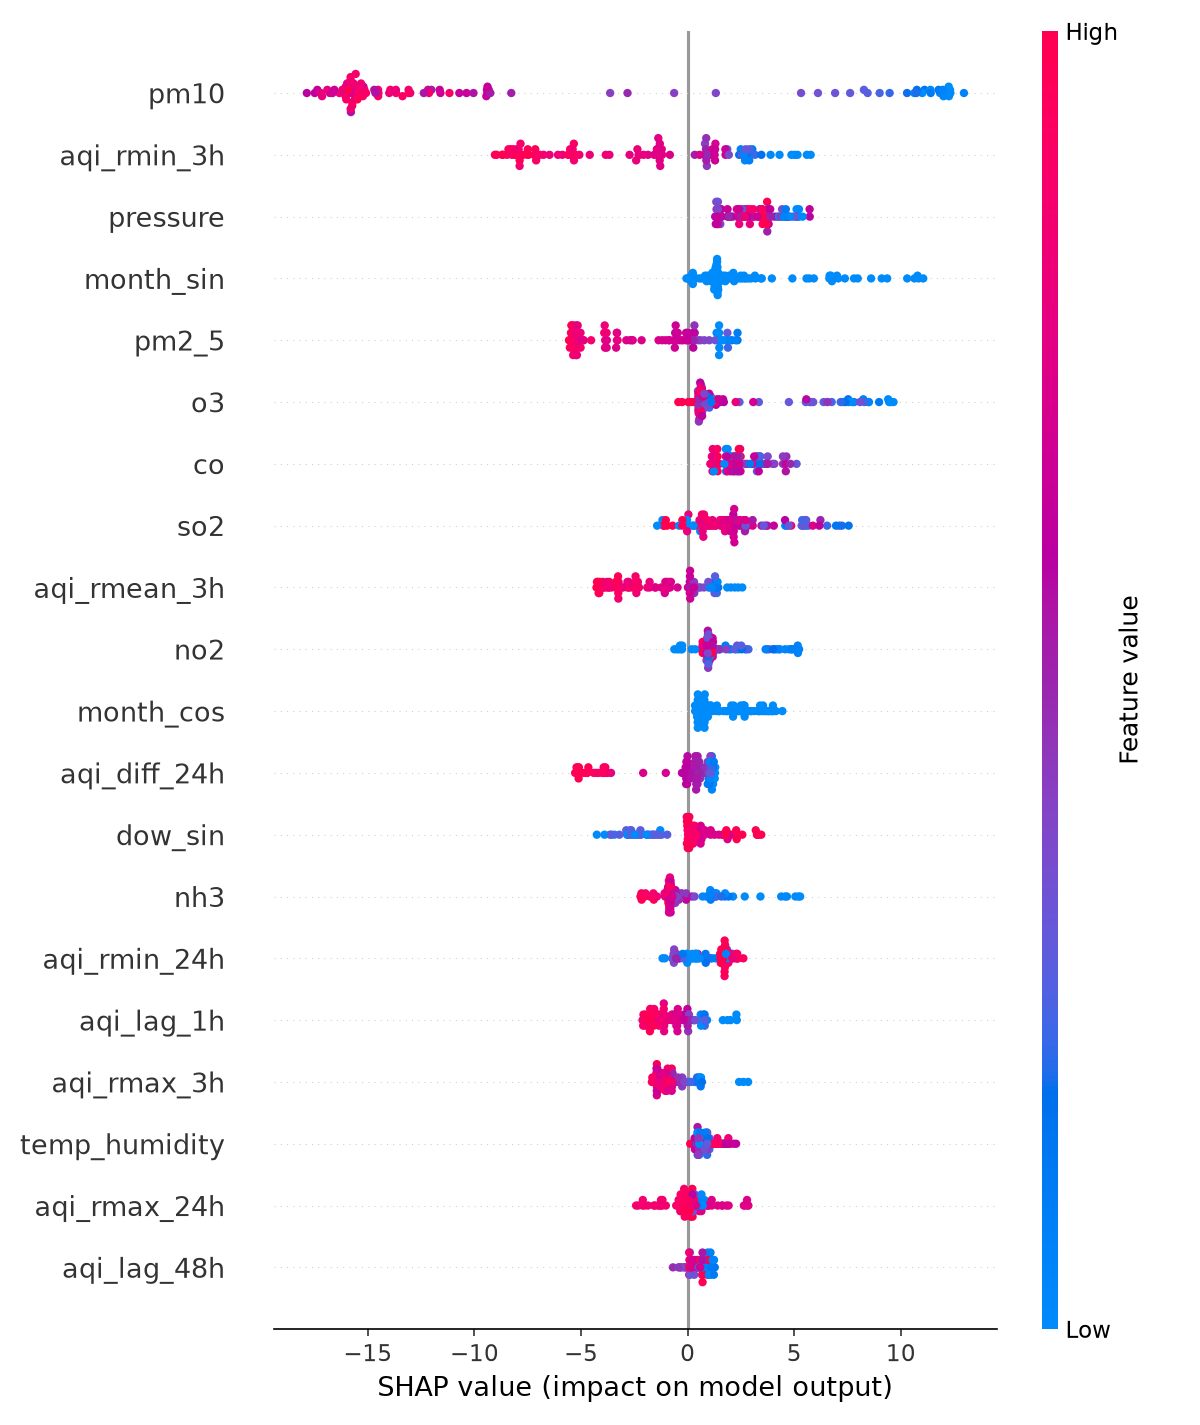 High
pm10
aqi_rmin_3h
pressure
month_sin
pm2_5
o3
co
so2
aqi_rmean_3h
no2
month_cos
aqi_diff_24h
dow_sin
nh3
aqi_rmin_24h
aqi_lag_1h
aqi_rmax_3h
temp_humidity
aqi_rmax_24h
aqi_lag_48h
Feature value
Low
−15 −10 −5 0 5 10
SHAP value (impact on model output)